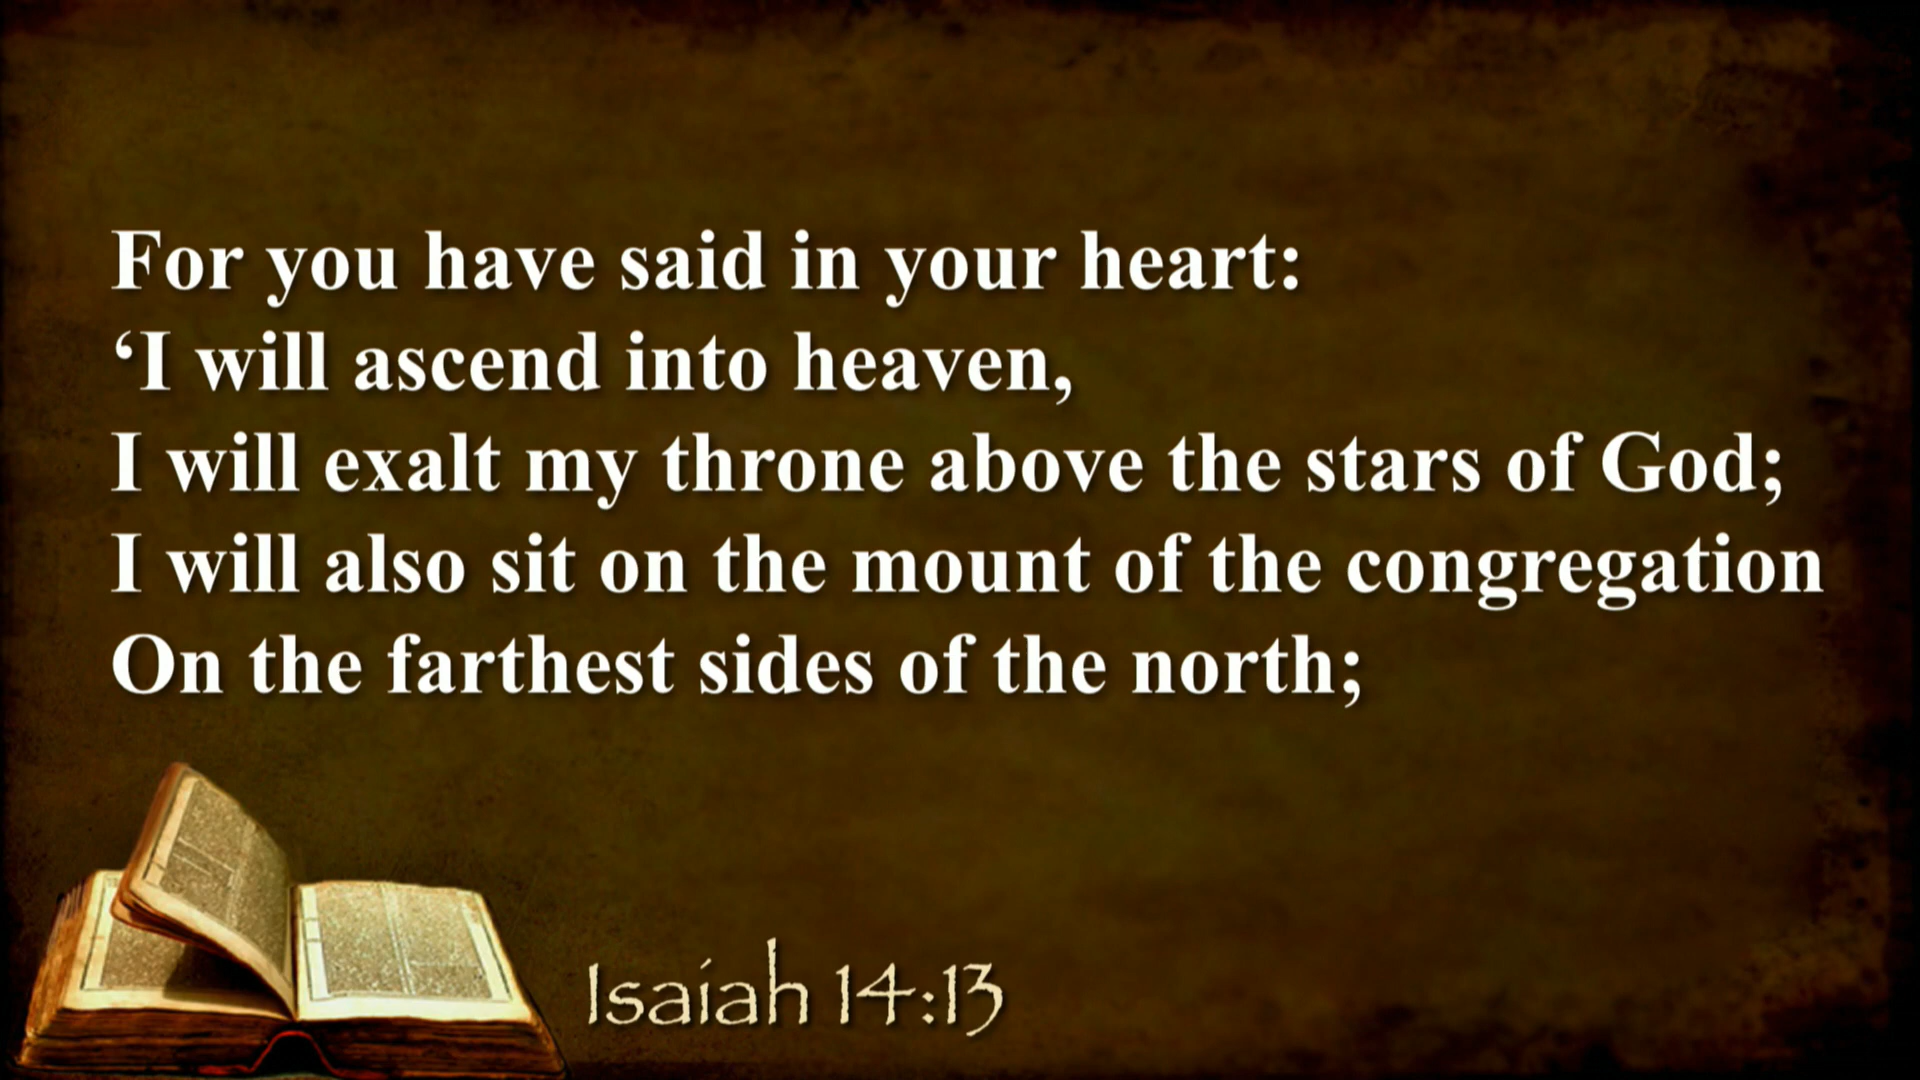 For you have said in your heart:
‘I will ascend into heaven,
I will exalt my throne above the stars of God;
I will also sit on the mount of the congregation
On the farthest sides of the north;
Isaiah 14:13